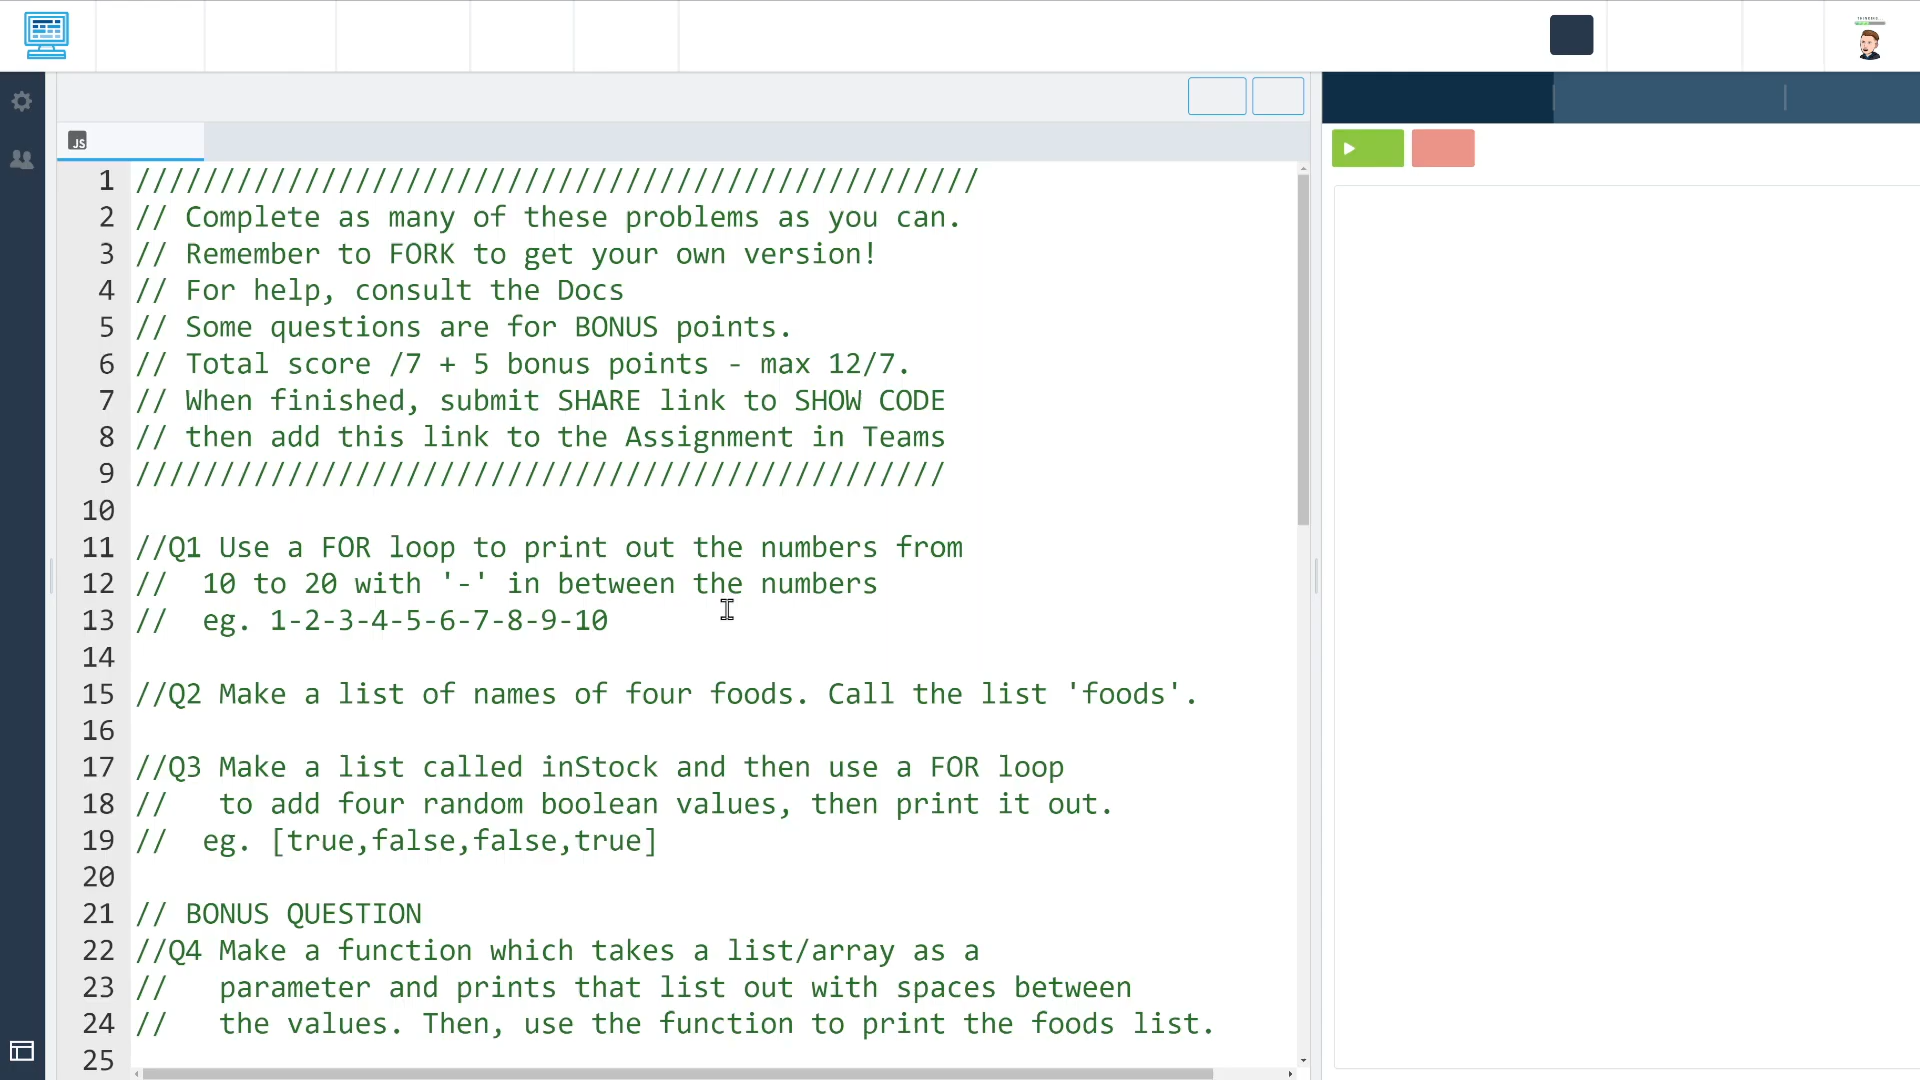 JS
1 //////////////////////////////////////////////////
2 // Complete as many of these problems as you can.
3 // Remember to FORK to get your own version!
4 // For help, consult the Docs
5 // Some questions are for BONUS points.
6 // Total score /7 + 5 bonus points - max 12/7.
7 // When finished, submit SHARE link to SHOW CODE
8 // then add this link to the Assignment in Teams
9 ////////////////////////////////////////////////
10
11 //Q1 Use a FOR loop to print out the numbers from
12 //  10 to 20 with '-' in between the numbers
13 //  eg. 1-2-3-4-5-6-7-8-9-10
14
15 //Q2 Make a list of names of four foods. Call the list 'foods'.
16
17 //Q3 Make a list called inStock and then use a FOR loop
18 //   to add four random boolean values, then print it out.
19 //  eg. [true,false,false,true]
20
21 // BONUS QUESTION
22 //Q4 Make a function which takes a list/array as a
23 //   parameter and prints that list out with spaces between
24 //   the values. Then, use the function to print the foods list.
25